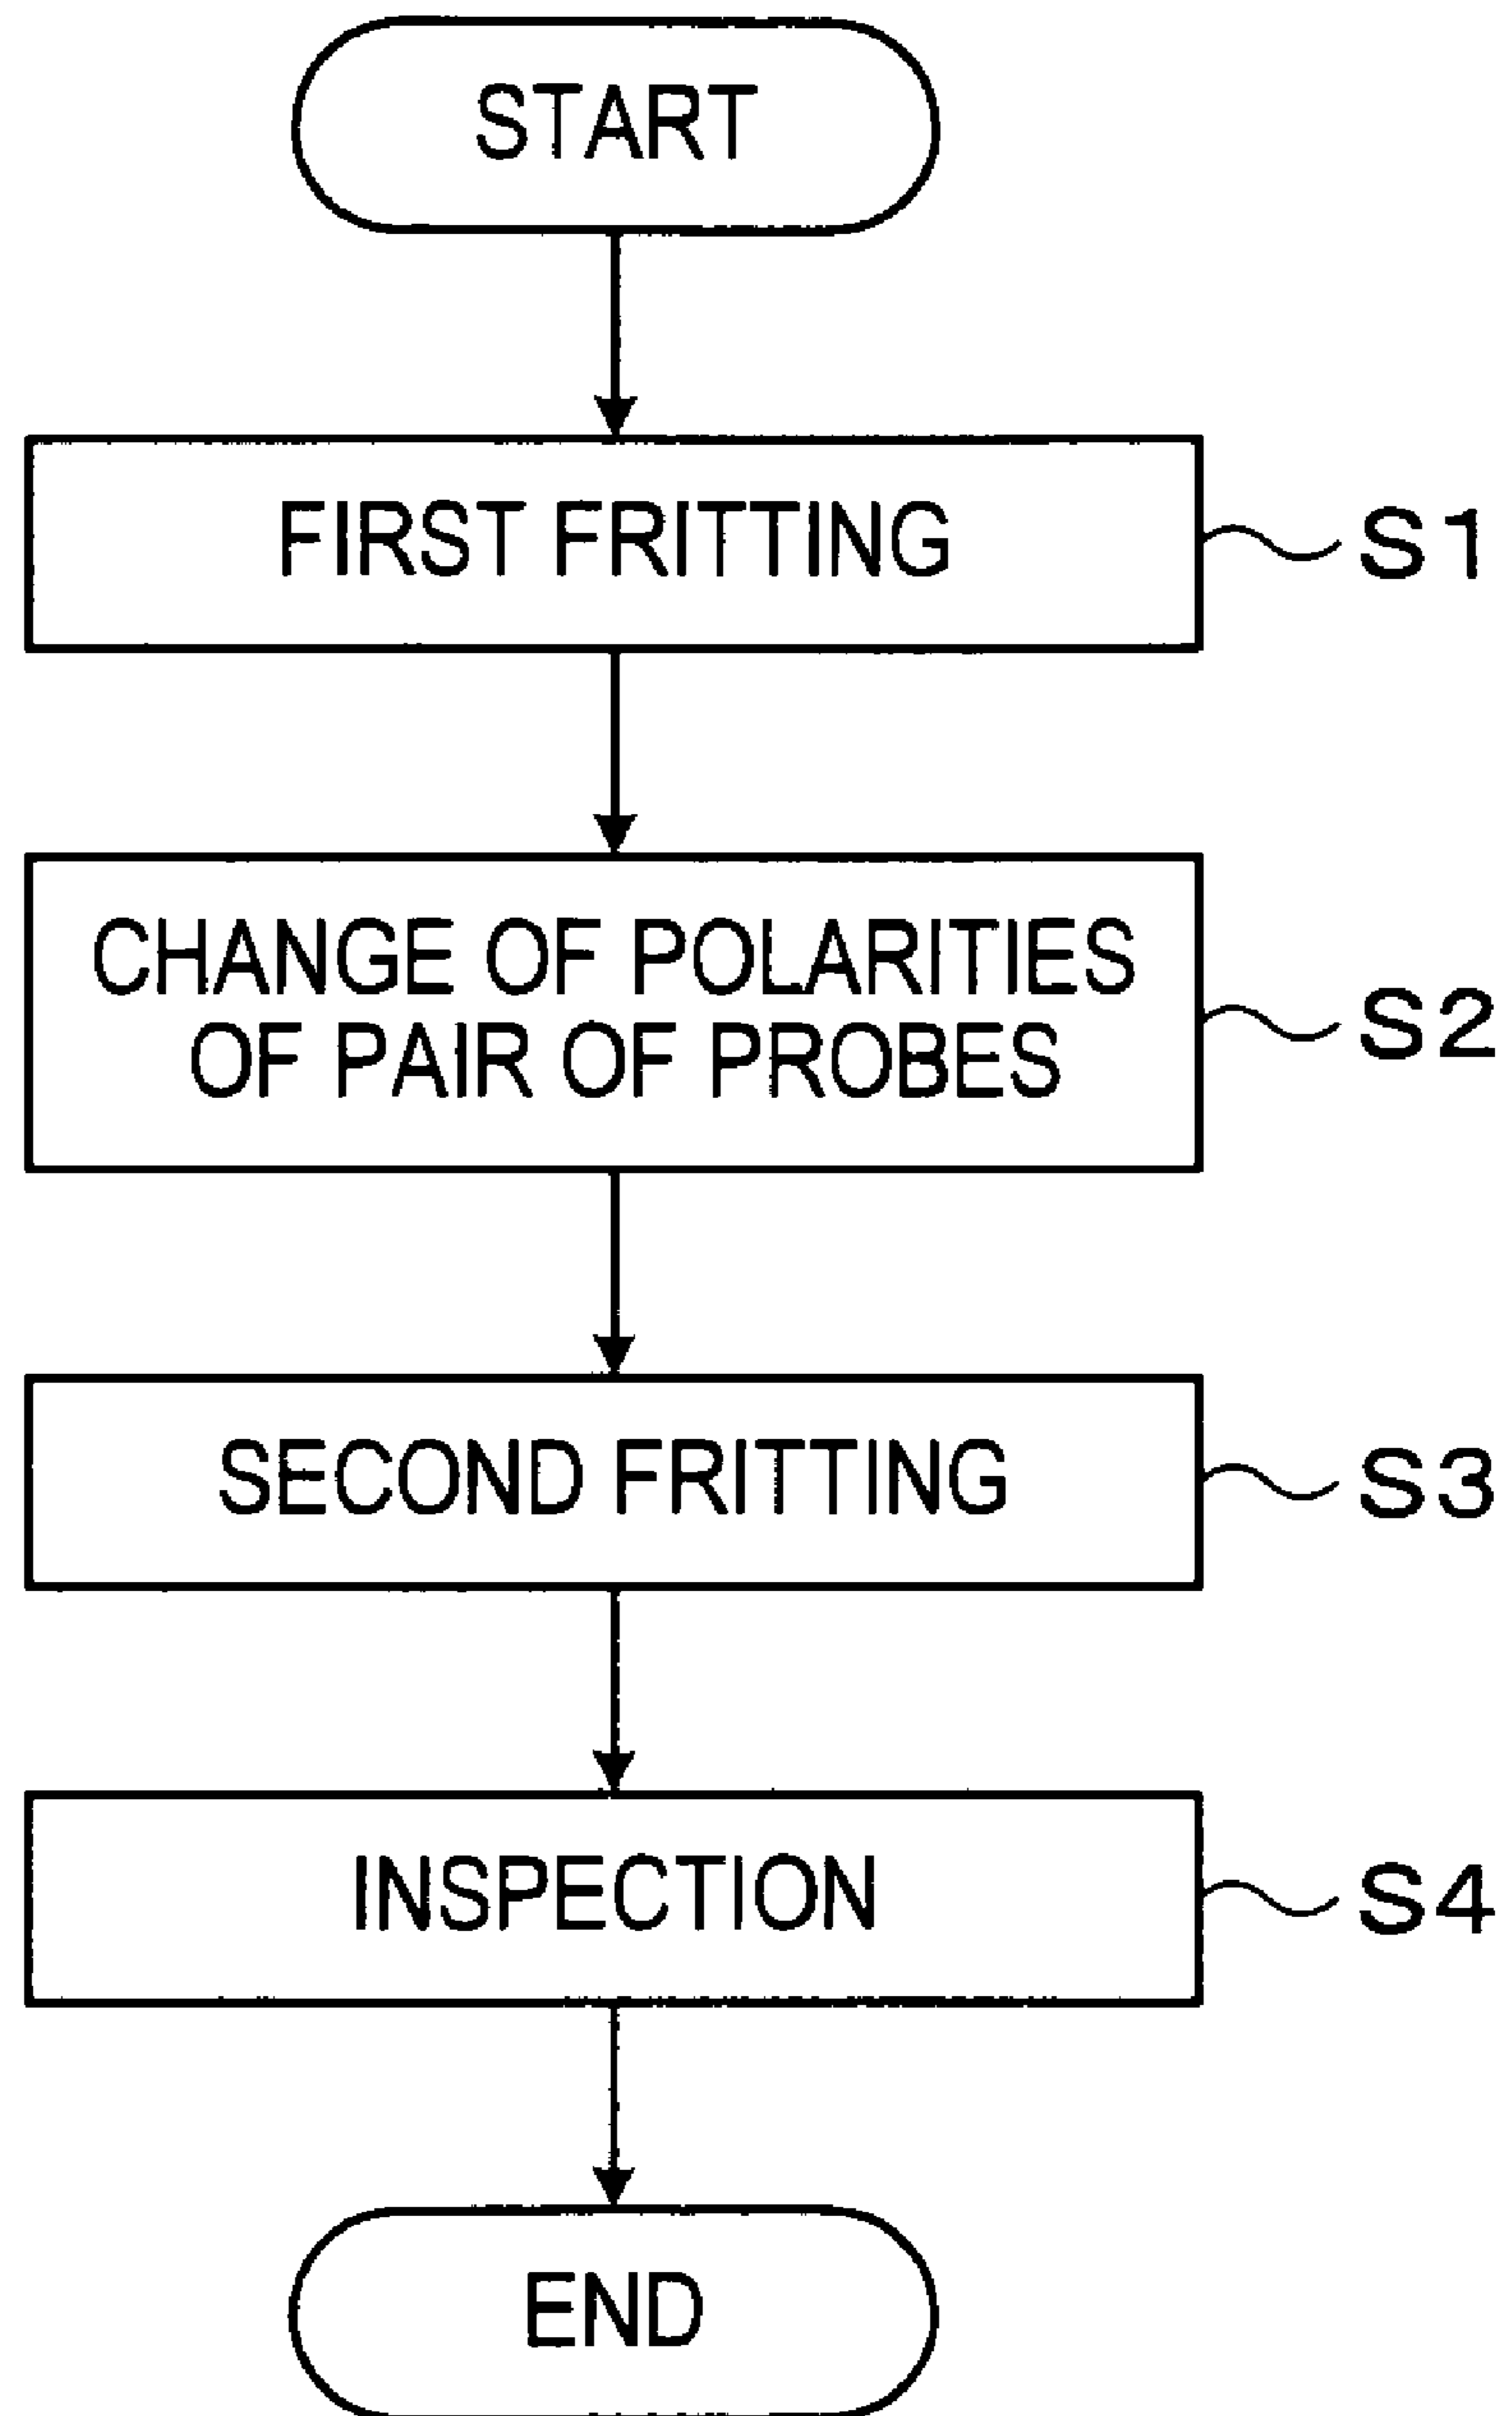 START
FIRST FRITTING
S1
CHANGE OF POLARITIES
OF PAIR OF PROBES
S2
SECOND FRITTING
S3
INSPECTION
S4
END